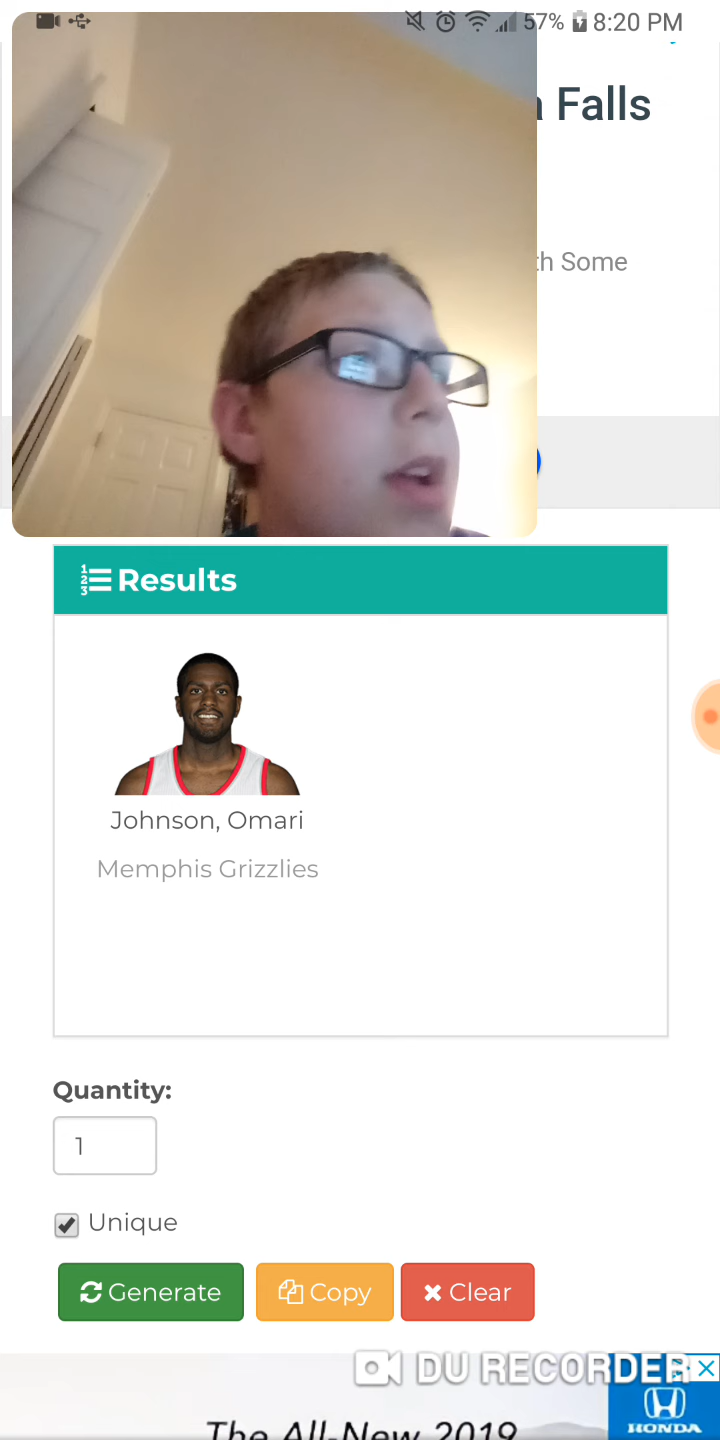 57% 8:20 PM
Falls
Some
Results
Johnson, Omari
Memphis Grizzlies
Quantity:
1
Unique
Generate Copy Clear
DU RECORDER
HONDA
The All-New 2019